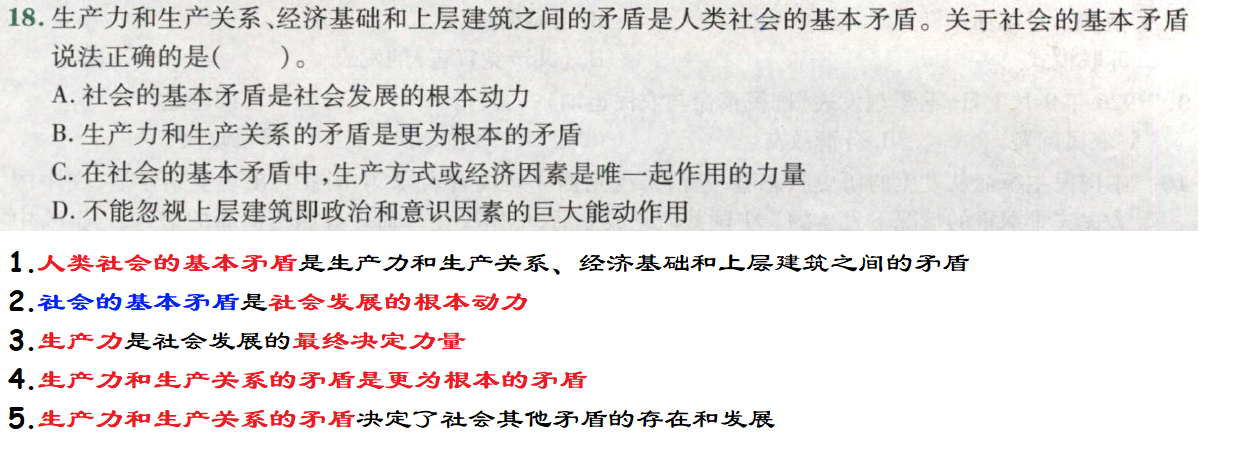 18. 生产力和生产关系、经济基础和上层建筑之间的矛盾是人类社会的基本矛盾。关于社会的基本矛盾
说法正确的是(　　)。
A. 社会的基本矛盾是社会发展的根本动力
B. 生产力和生产关系的矛盾是更为根本的矛盾
C. 在社会的基本矛盾中,生产方式或经济因素是唯一起作用的力量
D. 不能忽视上层建筑即政治和意识因素的巨大能动作用
1.人类社会的基本矛盾是生产力和生产关系、经济基础和上层建筑之间的矛盾
2.社会的基本矛盾是社会发展的根本动力
3.生产力是社会发展的最终决定力量
4.生产力和生产关系的矛盾是更为根本的矛盾
5.生产力和生产关系的矛盾决定了社会其他矛盾的存在和发展